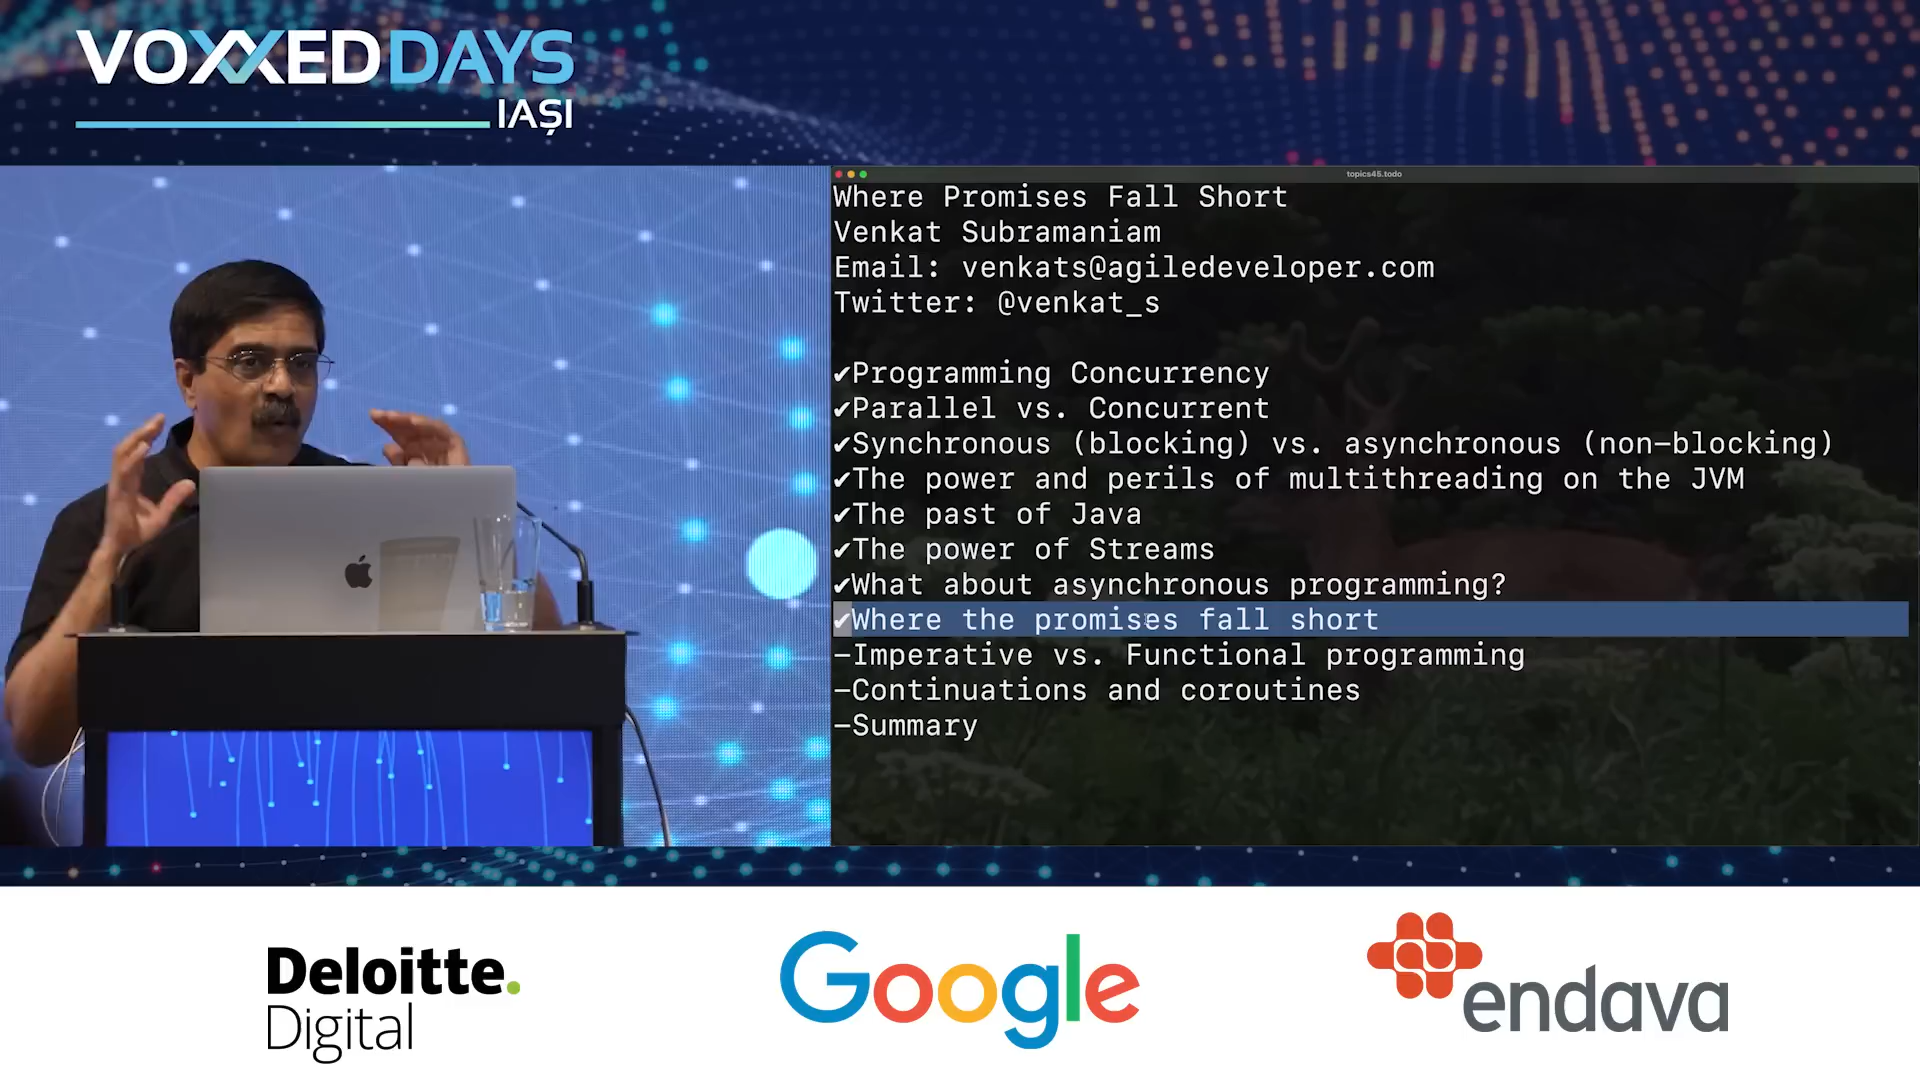 VOXXEDDAYS
IAȘI
topics45.todo
Where Promises Fall Short
Venkat Subramaniam
Email: venkats@agiledeveloper.com
Twitter: @venkat_s
✔Programming Concurrency
✔Parallel vs. Concurrent
✔Synchronous (blocking) vs. asynchronous (non-blocking)
✔The power and perils of multithreading on the JVM
✔The past of Java
✔The power of Streams
✔What about asynchronous programming?
✔Where the promises fall short
—Imperative vs. Functional programming
—Continuations and coroutines
—Summary
Deloitte.
Digital
Google
endava